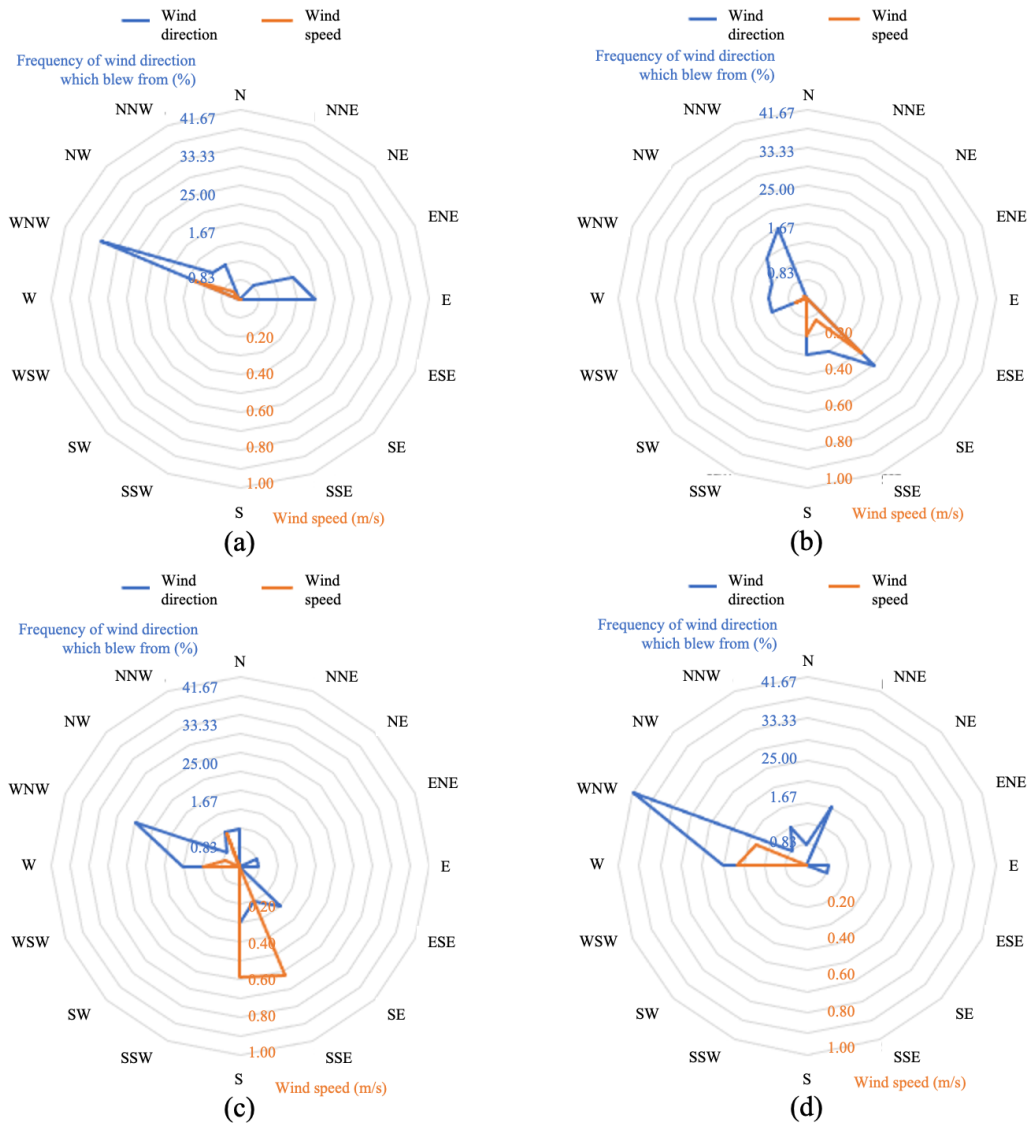 Wind direction
Wind speed
Frequency of wind direction
which blew from (%)
N
NNE
NE
ENE
E
ESE
SE
SSE
S
SSW
SW
WSW
W
WNW
NW
NNW
41.67
33.33
25.00
1.67
0.83
0.20
0.40
0.60
0.80
1.00
Wind speed (m/s)
(a)
Wind direction
Wind speed
Frequency of wind direction
which blew from (%)
N
NNE
NE
ENE
E
ESE
SE
SSE
S
SSW
SW
WSW
W
WNW
NW
NNW
41.67
33.33
25.00
1.67
0.83
0.20
0.40
0.60
0.80
1.00
Wind speed (m/s)
(b)
Wind direction
Wind speed
Frequency of wind direction
which blew from (%)
N
NNE
NE
ENE
E
ESE
SE
SSE
S
SSW
SW
WSW
W
WNW
NW
NNW
41.67
33.33
25.00
1.67
0.83
0.20
0.40
0.60
0.80
1.00
Wind speed (m/s)
(c)
Wind direction
Wind speed
Frequency of wind direction
which blew from (%)
N
NNE
NE
ENE
E
ESE
SE
SSE
S
SSW
SW
WSW
W
WNW
NW
NNW
41.67
33.33
25.00
1.67
0.83
0.20
0.40
0.60
0.80
1.00
Wind speed (m/s)
(d)